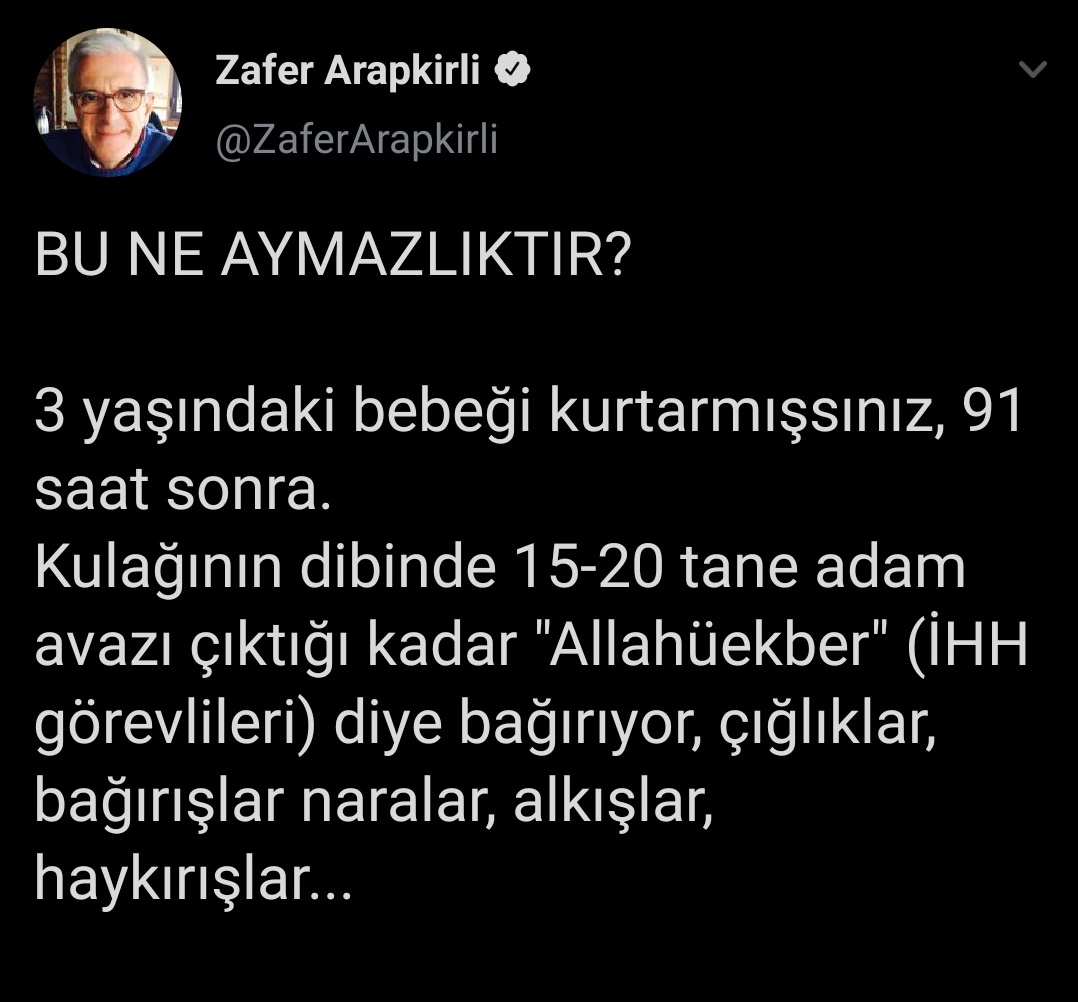 Zafer Arapkirli
@ZaferArapkirli
BU NE AYMAZLIKTIR?
3 yaşındaki bebeği kurtarmışsınız, 91
saat sonra.
Kulağının dibinde 15-20 tane adam
avazı çıktığı kadar "Allahüekber" (İHH
görevlileri) diye bağırıyor, çığlıklar,
bağırışlar naralar, alkışlar,
haykırışlar...